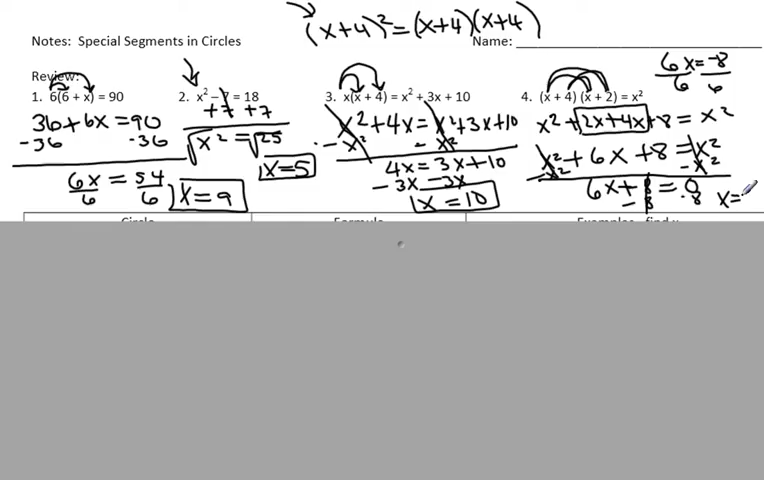 (x+4)² = (x+4)(x+4)
Notes: Special Segments in Circles Name:
Review:
1. 6(6 + x) = 90
36+6x = 90
-36 -36
6x = 54
6 6
x = 9
2. x² – 7 = 18
+7 +7
√x² = √25
x = 5
3. x(x + 4) = x² + 3x + 10
x² + 4x = x² + 3x + 10
- x² - x²
4x = 3x + 10
- 3x - 3x
x = 10
4. (x + 4)(x + 2) = x²
x² + 2x + 4x + 8 = x²
x² + 6x + 8 = x²
-x² - x²
6x + 8 = 0
- 8 -8
6x = -8
6 6
x =